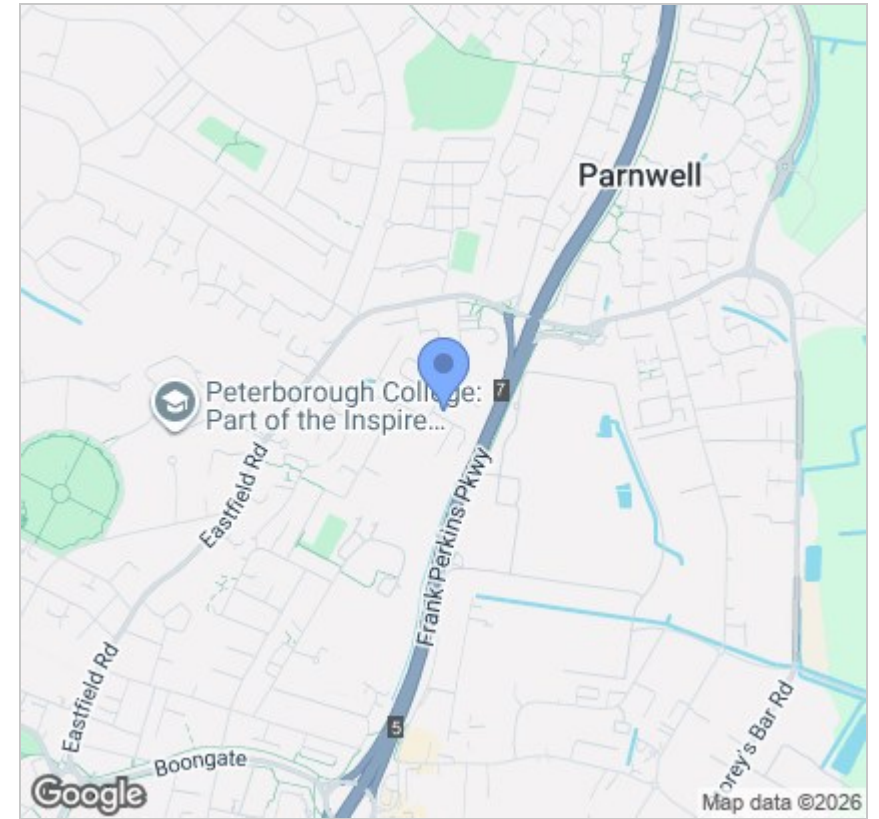 Parnwell
7
Peterborough College:
Part of the Inspire...
Eastfield Rd
Frank Perkins Pkwy
Eastfield Rd
5
Boongate
orey's Bar Rd
Google
Map data ©2026